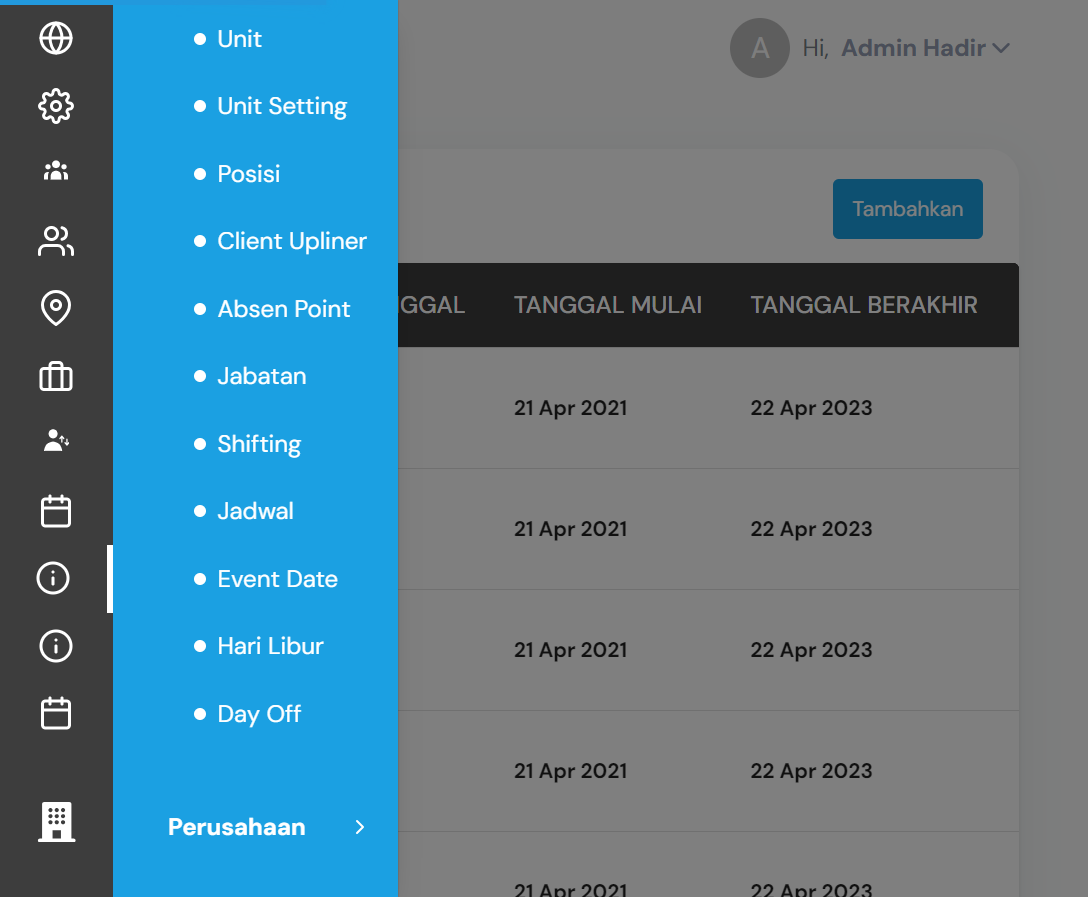 Unit
Unit Setting
Posisi
Client Upliner
Absen Point
Jabatan
Shifting
Jadwal
Event Date
Hari Libur
Day Off
Perusahaan
A Hi, Admin Hadir
Tambahkan
TANGGAL MULAI TANGGAL BERAKHIR
21 Apr 2021 22 Apr 2023
21 Apr 2021 22 Apr 2023
21 Apr 2021 22 Apr 2023
21 Apr 2021 22 Apr 2023
21 Apr 2021 22 Apr 2023